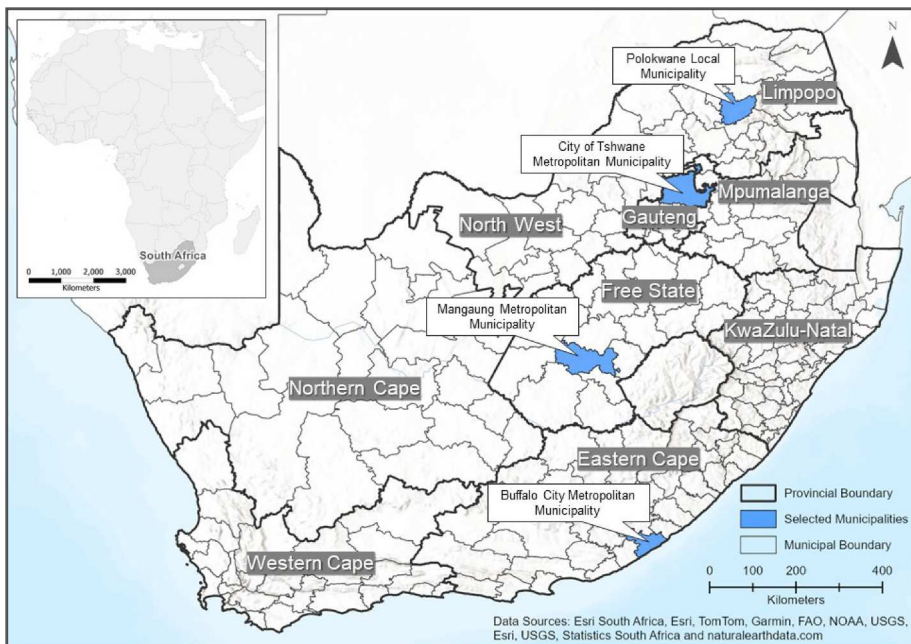 N
Polokwane Local
Municipality
Limpopo
City of Tshwane
Metropolitan Municipality
Mpumalanga
North West
Gauteng
South Africa
0 1,000 2,000 3,000
Kilometers
Free State
Mangaung Metropolitan
Municipality
KwaZulu-Natal
Northern Cape
Eastern Cape
Buffalo City Metropolitan
Municipality
Western Cape
Provincial Boundary
Selected Municipalities
Municipal Boundary
0 100 200 300 400
Kilometers
Data Sources: Esri South Africa, Esri, TomTom, Garmin, FAO, NOAA, USGS,
Esri, USGS, Statistics South Africa and naturalearthdata.com